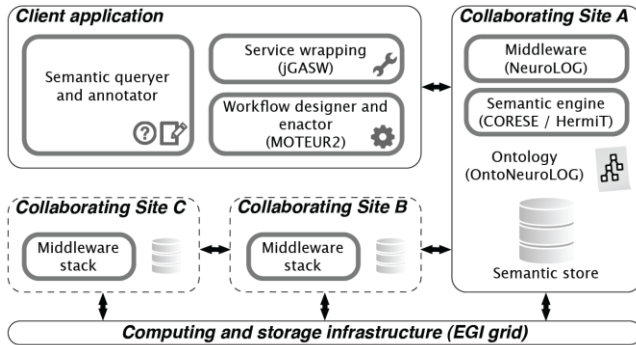 Client application
Semantic queryer
and annotator
?
Service wrapping
(jGASW)
Workflow designer and
enactor
(MOTEUR2)
Collaborating Site A
Middleware
(NeuroLOG)
Semantic engine
(CORESE / HermiT)
Ontology
(OntoNeuroLOG)
Semantic store
Collaborating Site C
Middleware
stack
Collaborating Site B
Middleware
stack
Computing and storage infrastructure (EGI grid)